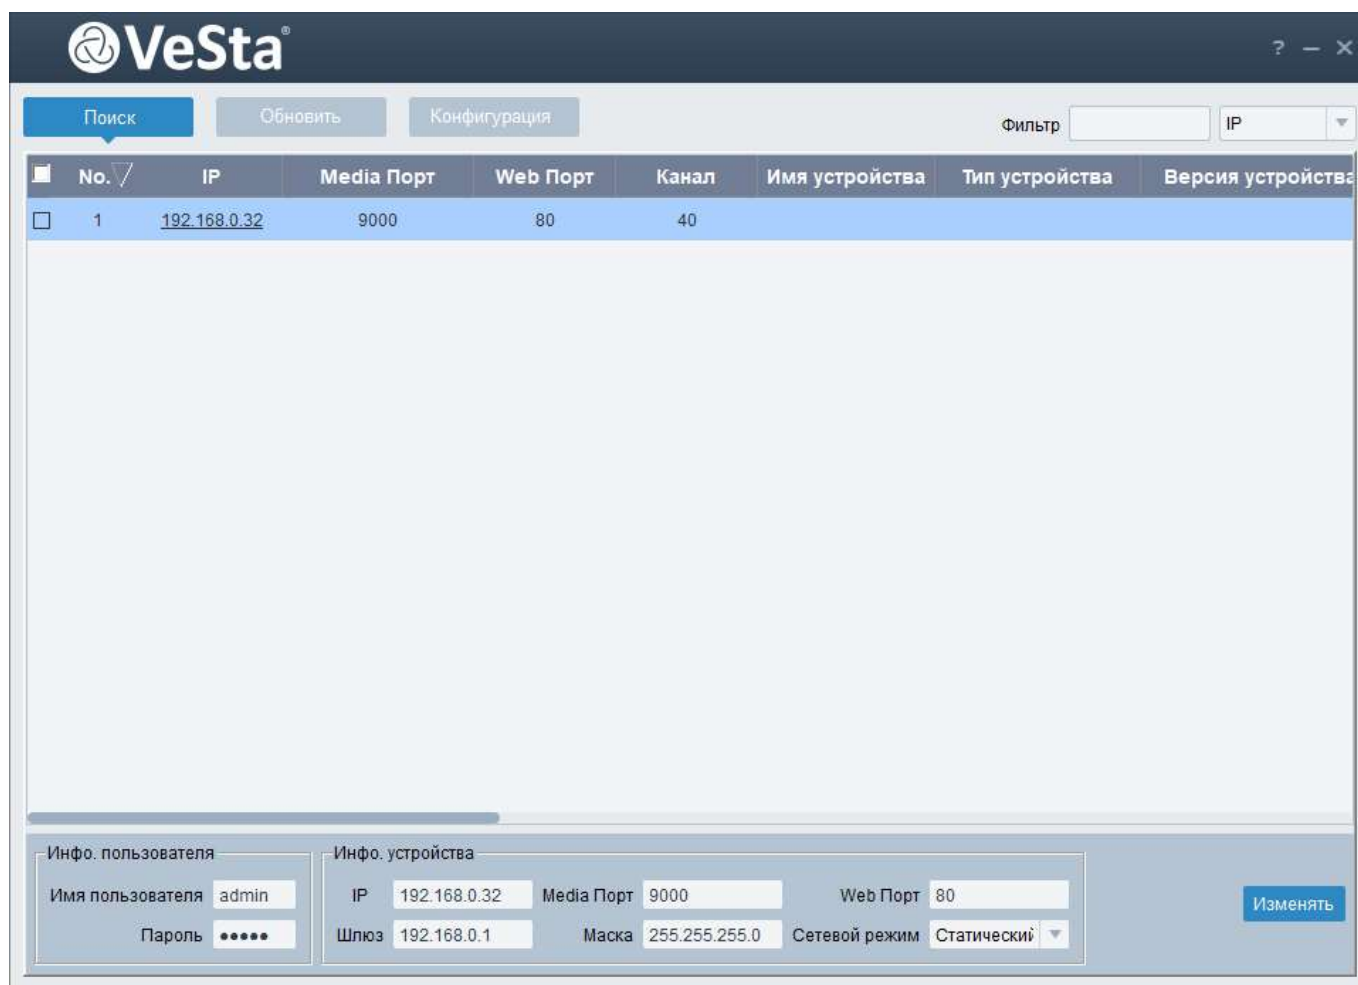 VeSta®
? – X
Поиск Обновить Конфигурация Фильтр IP
No. IP Media Порт Web Порт Канал Имя устройства Тип устройства Версия устройства
1 192.168.0.32 9000 80 40
Инфо. пользователя Инфо. устройства
Имя пользователя admin IP 192.168.0.32 Media Порт 9000 Web Порт 80 Изменять
Пароль ●●●●● Шлюз 192.168.0.1 Маска 255.255.255.0 Сетевой режим Статический